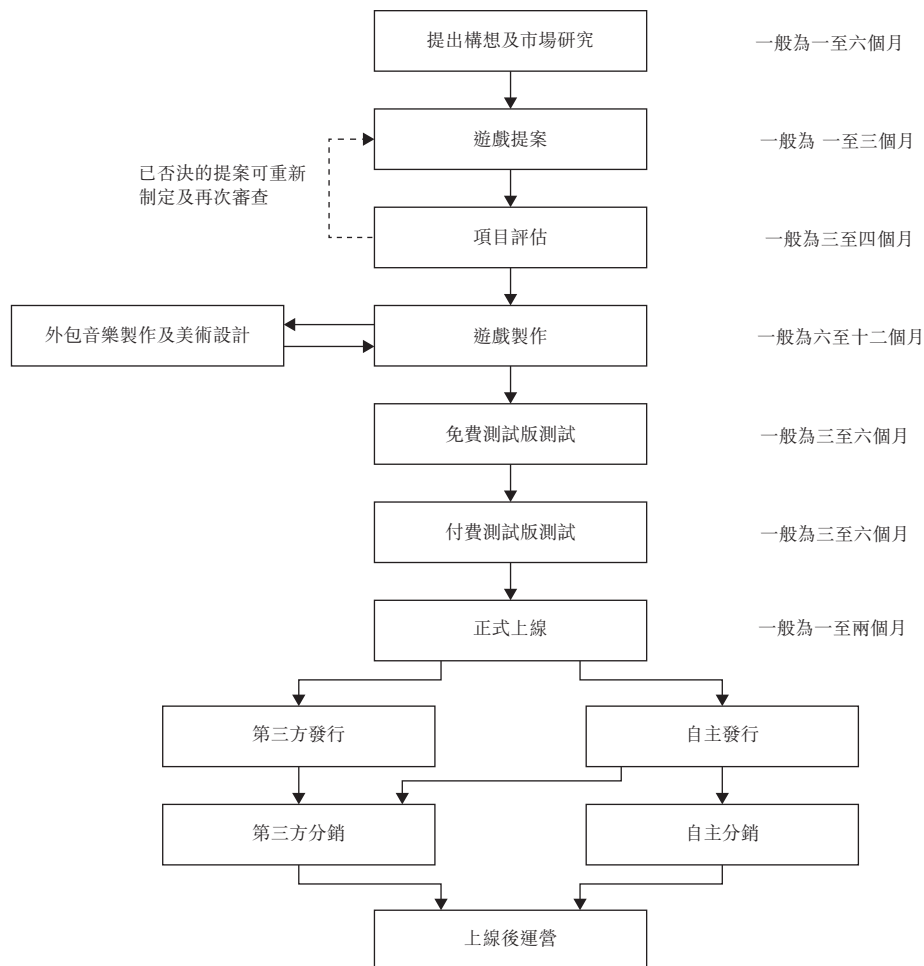 提出構想及市場研究
一般為一至六個月
遊戲提案
一般為 一至三個月
已否決的提案可重新
制定及再次審查
項目評估
一般為三至四個月
外包音樂製作及美術設計
遊戲製作
一般為六至十二個月
免費測試版測試
一般為三至六個月
付費測試版測試
一般為三至六個月
正式上線
一般為一至兩個月
第三方發行
自主發行
第三方分銷
自主分銷
上線後運營